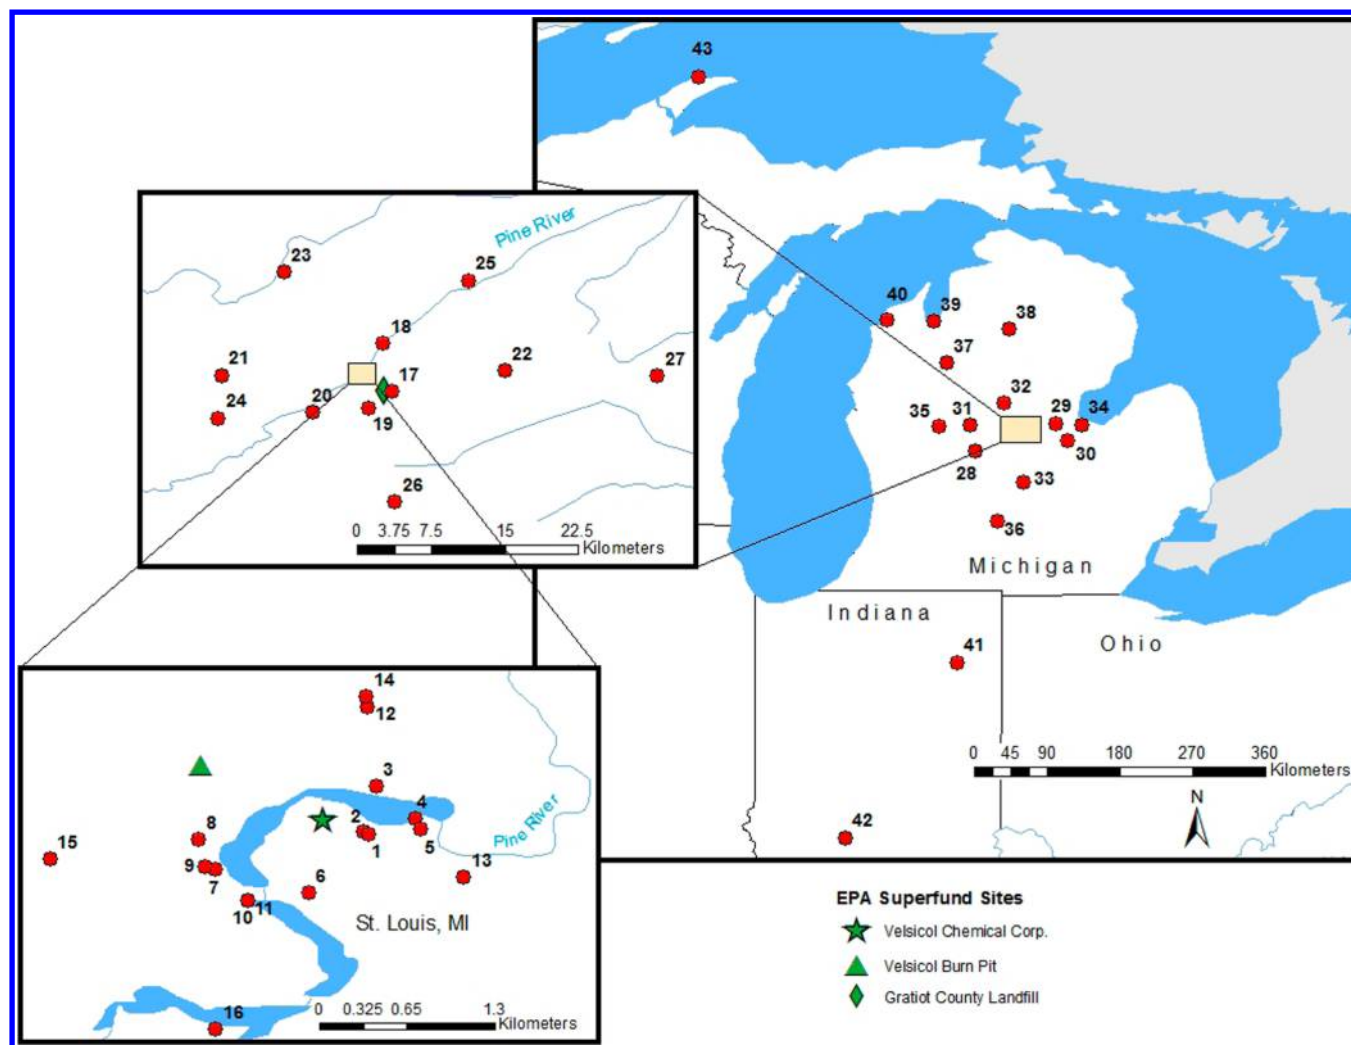 43
Pine River
23
25
18
21
22
27
17
24
20
19
26
0 3.75 7.5 15 22.5
Kilometers
40
39
38
37
32
35
31
29
34
30
28
33
36
Michigan
Indiana
Ohio
41
0 45 90 180 270 360
Kilometers
N
42
14
12
3
4
2
8
1
5
Pine River
15
9
7
13
6
10
11
St. Louis, MI
16
0 0.325 0.65 1.3
Kilometers
EPA Superfund Sites
Velsicol Chemical Corp.
Velsicol Burn Pit
Gratiot County Landfill